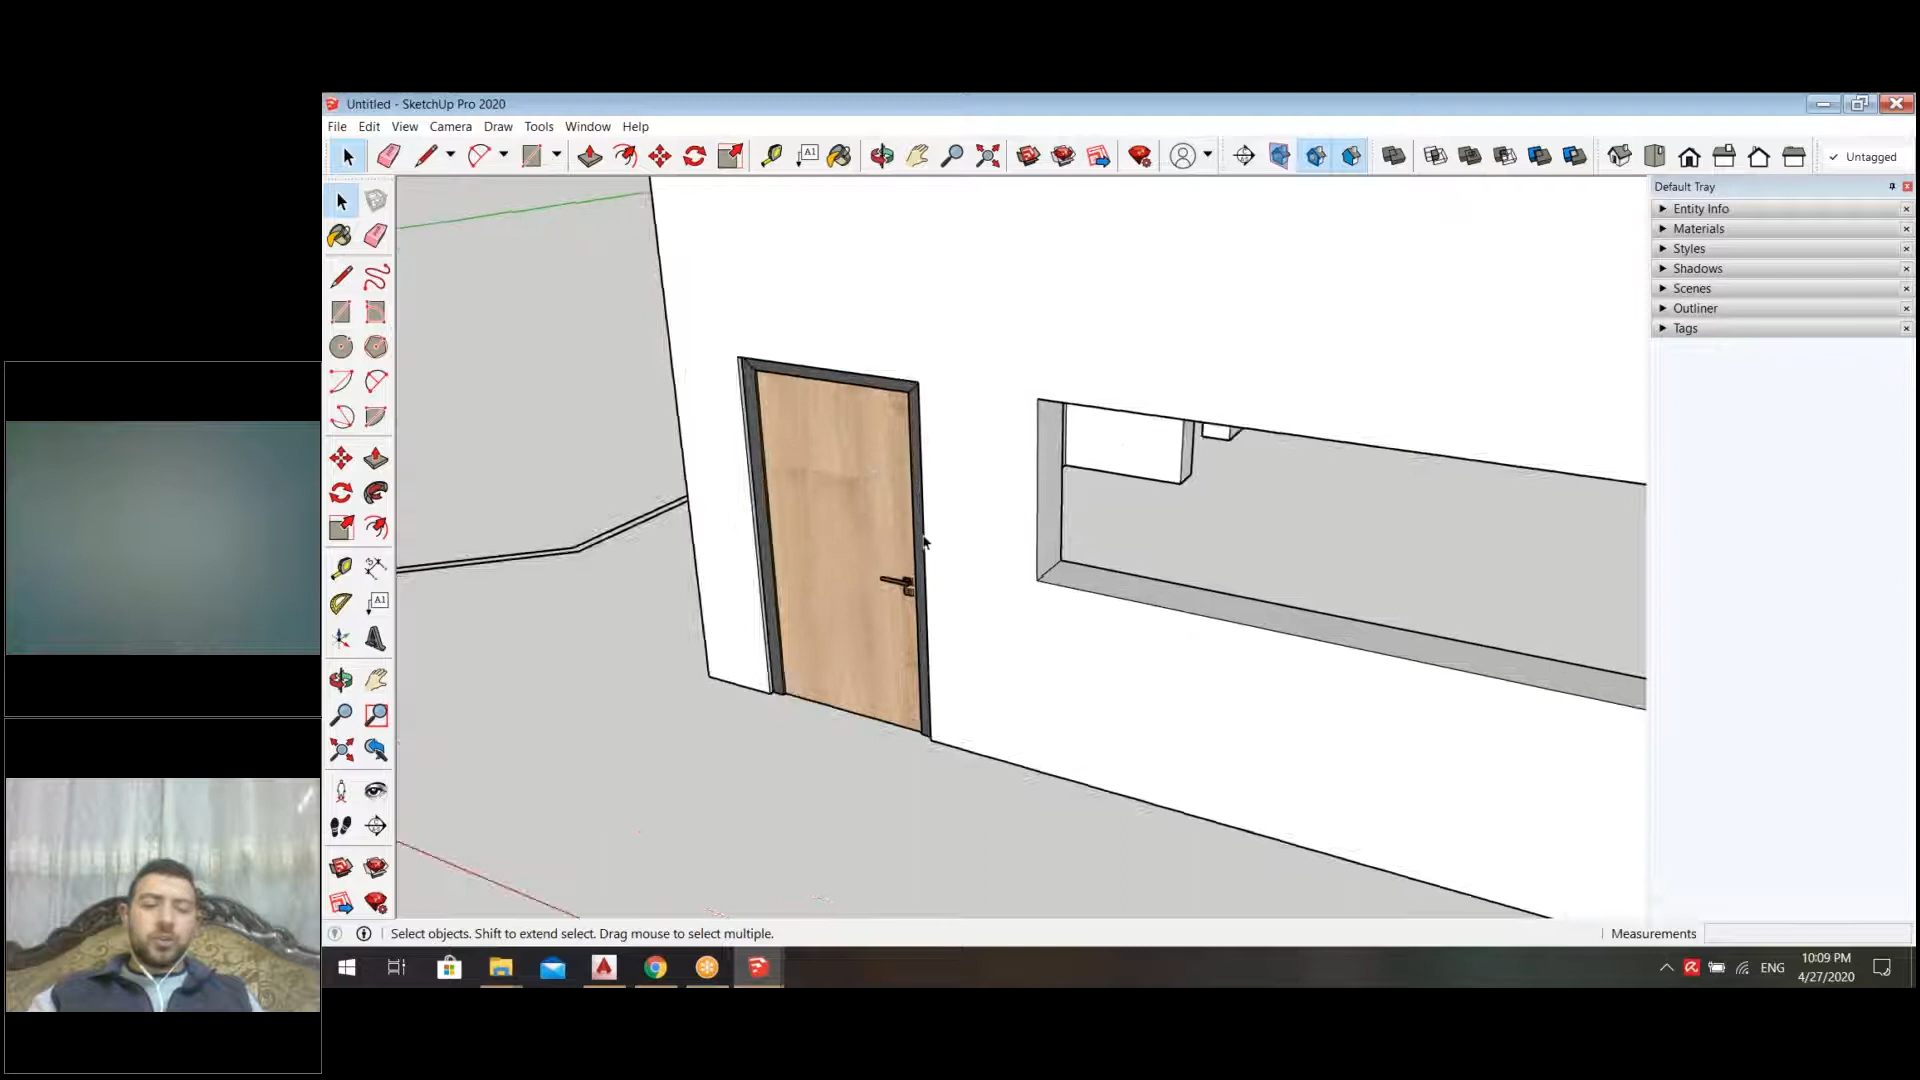 Untitled - SketchUp Pro 2020
File Edit View Camera Draw Tools Window Help
A1
Untagged
Default Tray
Entity Info
Materials
Styles
Shadows
Scenes
Outliner
Tags
A1
Select objects. Shift to extend select. Drag mouse to select multiple.
Measurements
ENG
10:09 PM
4/27/2020